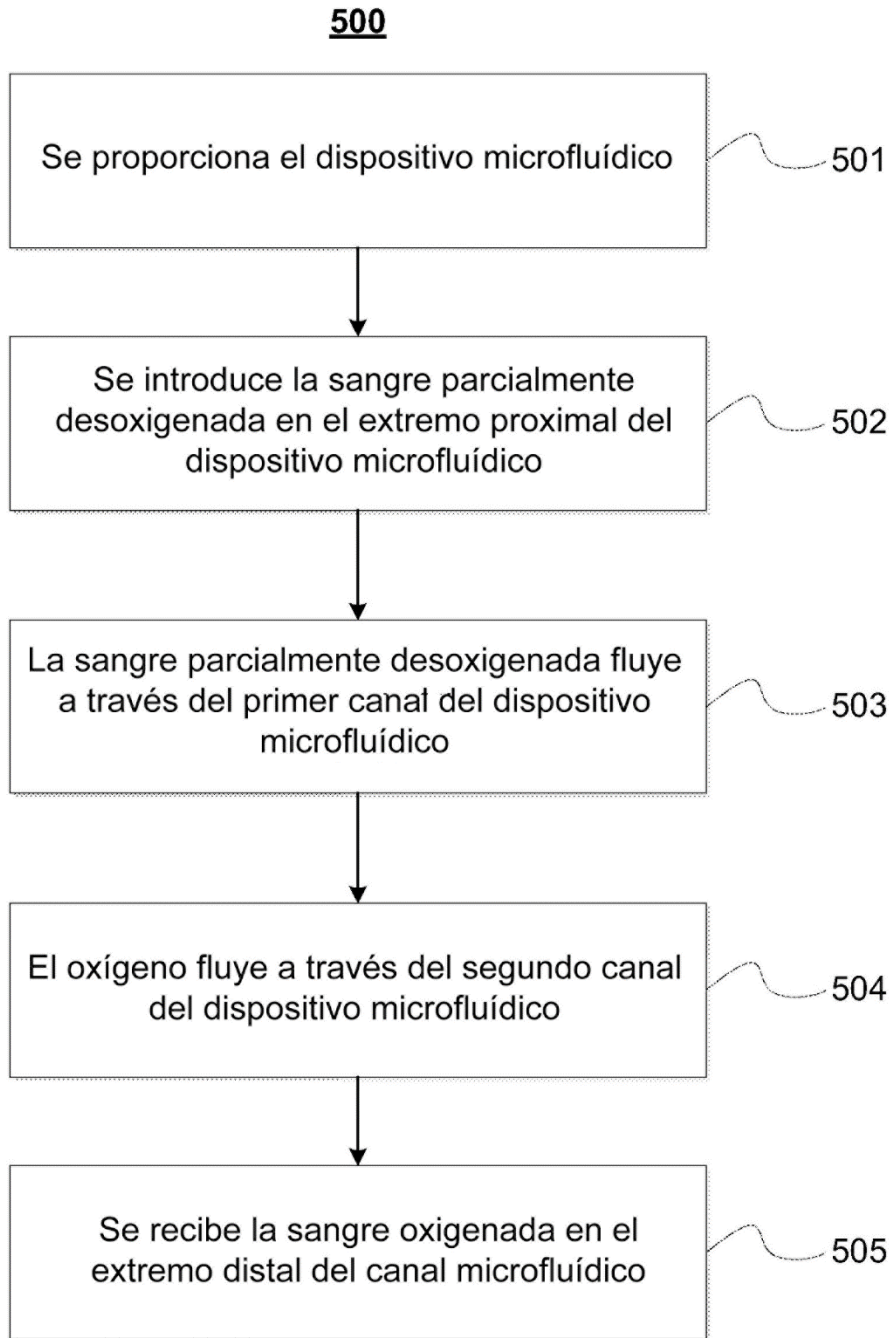 500
Se proporciona el dispositivo microfluídico
501
Se introduce la sangre parcialmente
desoxigenada en el extremo proximal del
dispositivo microfluídico
502
La sangre parcialmente desoxigenada fluye
a través del primer canal del dispositivo
microfluídico
503
El oxígeno fluye a través del segundo canal
del dispositivo microfluídico
504
Se recibe la sangre oxigenada en el
extremo distal del canal microfluídico
505